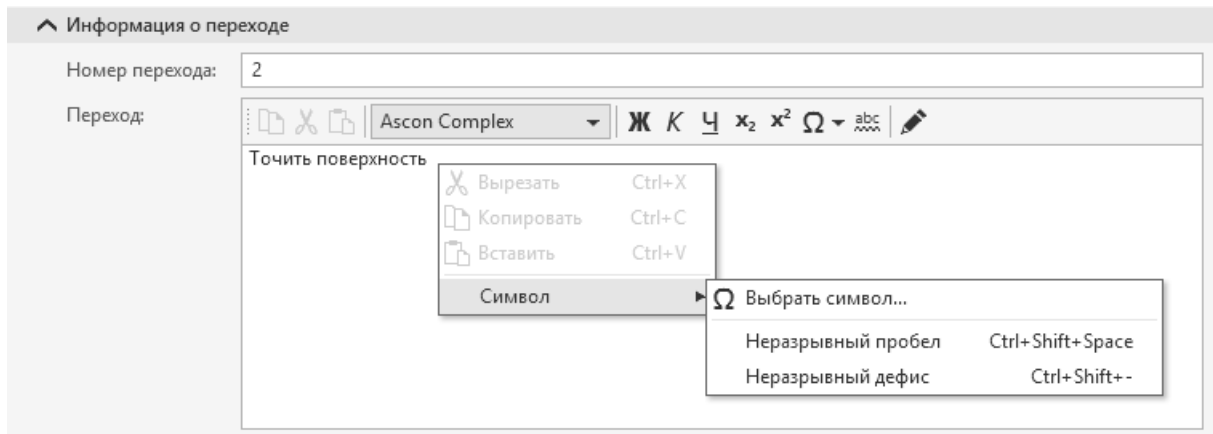 Информация о переходе
Номер перехода: 2
Переход: Ascon Complex Ж К Ч x₂ x² Ω abc
Точить поверхность
Вырезать Ctrl+X
Копировать Ctrl+C
Вставить Ctrl+V
Символ
Ω Выбрать символ...
Неразрывный пробел Ctrl+Shift+Space
Неразрывный дефис Ctrl+Shift+-